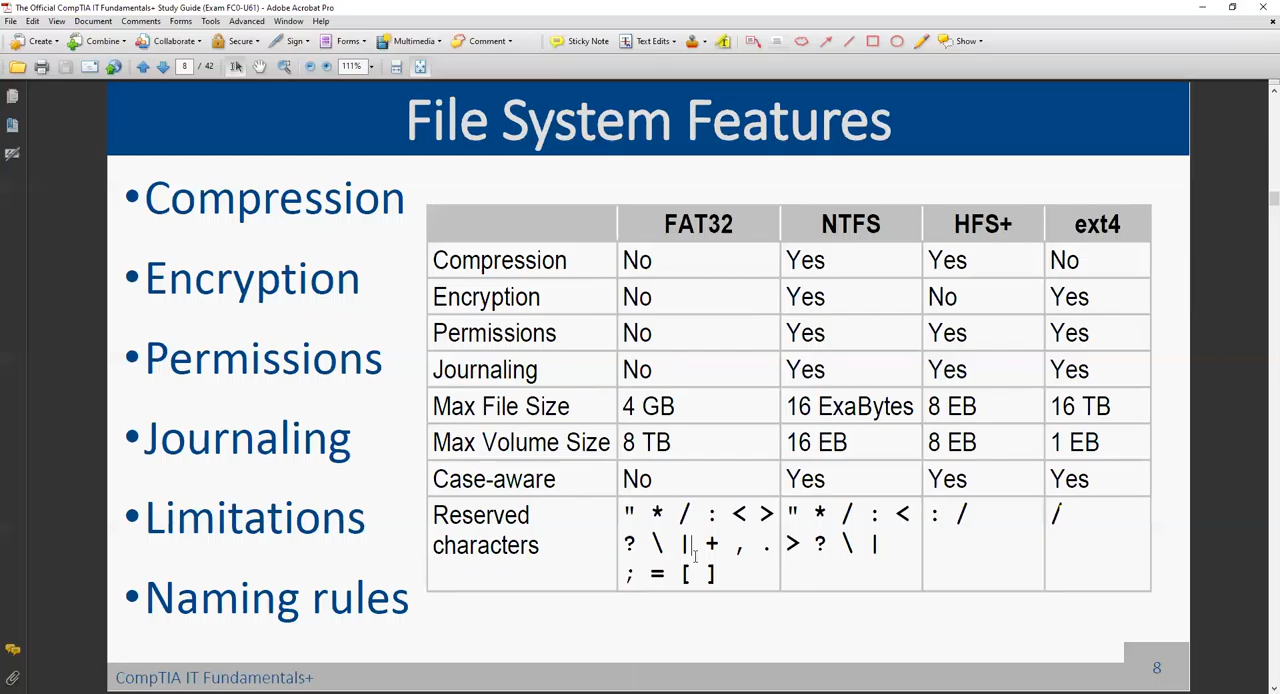 The Official CompTIA IT Fundamentals+ Study Guide (Exam FC0-U61) - Adobe Acrobat Pro
File Edit View Document Comments Forms Tools Advanced Window Help
Create Combine Collaborate Secure Sign Forms Multimedia Comment Sticky Note Text Edits Show
8 / 42 111%
File System Features
•Compression
•Encryption
•Permissions
•Journaling
•Limitations
•Naming rules
FAT32 NTFS HFS+ ext4
Compression No Yes Yes No
Encryption No Yes No Yes
Permissions No Yes Yes Yes
Journaling No Yes Yes Yes
Max File Size 4 GB 16 ExaBytes 8 EB 16 TB
Max Volume Size 8 TB 16 EB 8 EB 1 EB
Case-aware No Yes Yes Yes
Reserved " * / : < > " * / : < : / /
characters ? \ | + , . > ? \ |
; = [ ]
CompTIA IT Fundamentals+ 8